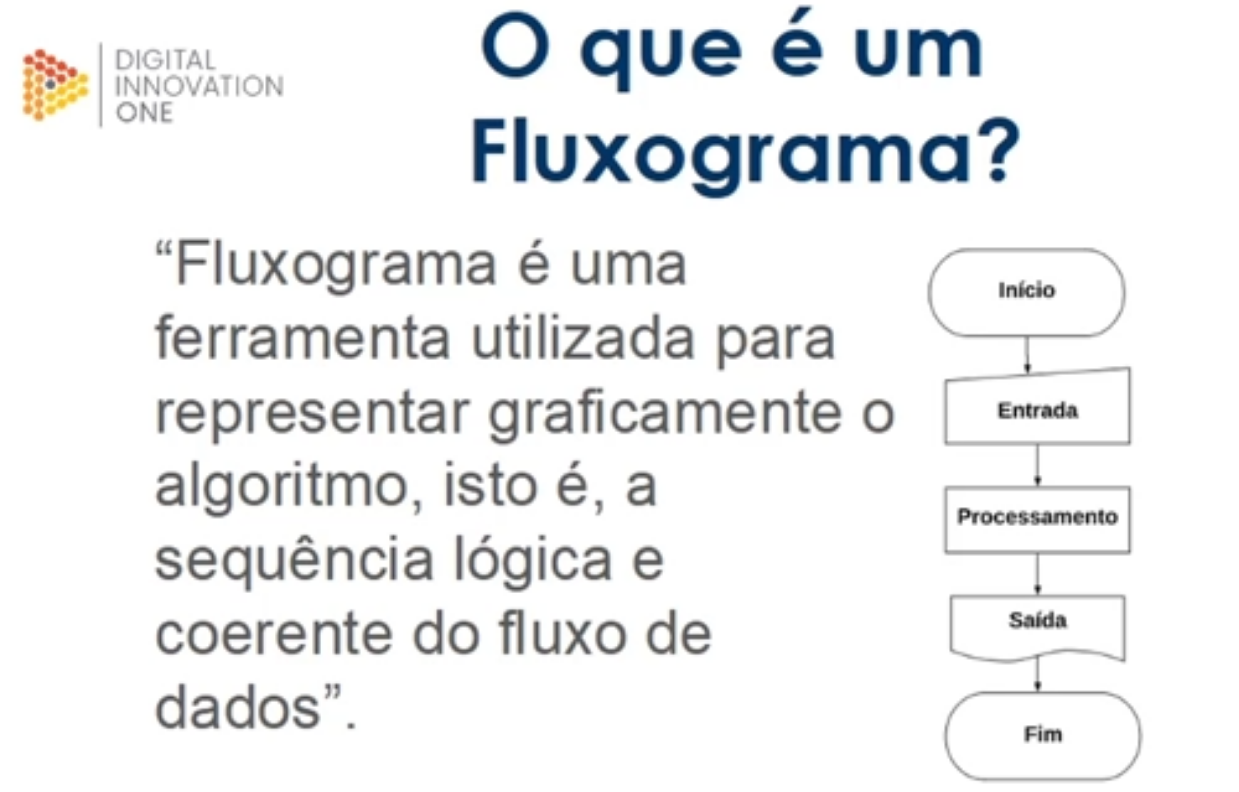 DIGITAL
INNOVATION
ONE
O que é um
Fluxograma?
“Fluxograma é uma
ferramenta utilizada para
representar graficamente o
algoritmo, isto é, a
sequência lógica e
coerente do fluxo de
dados”.
Início
Entrada
Processamento
Saída
Fim